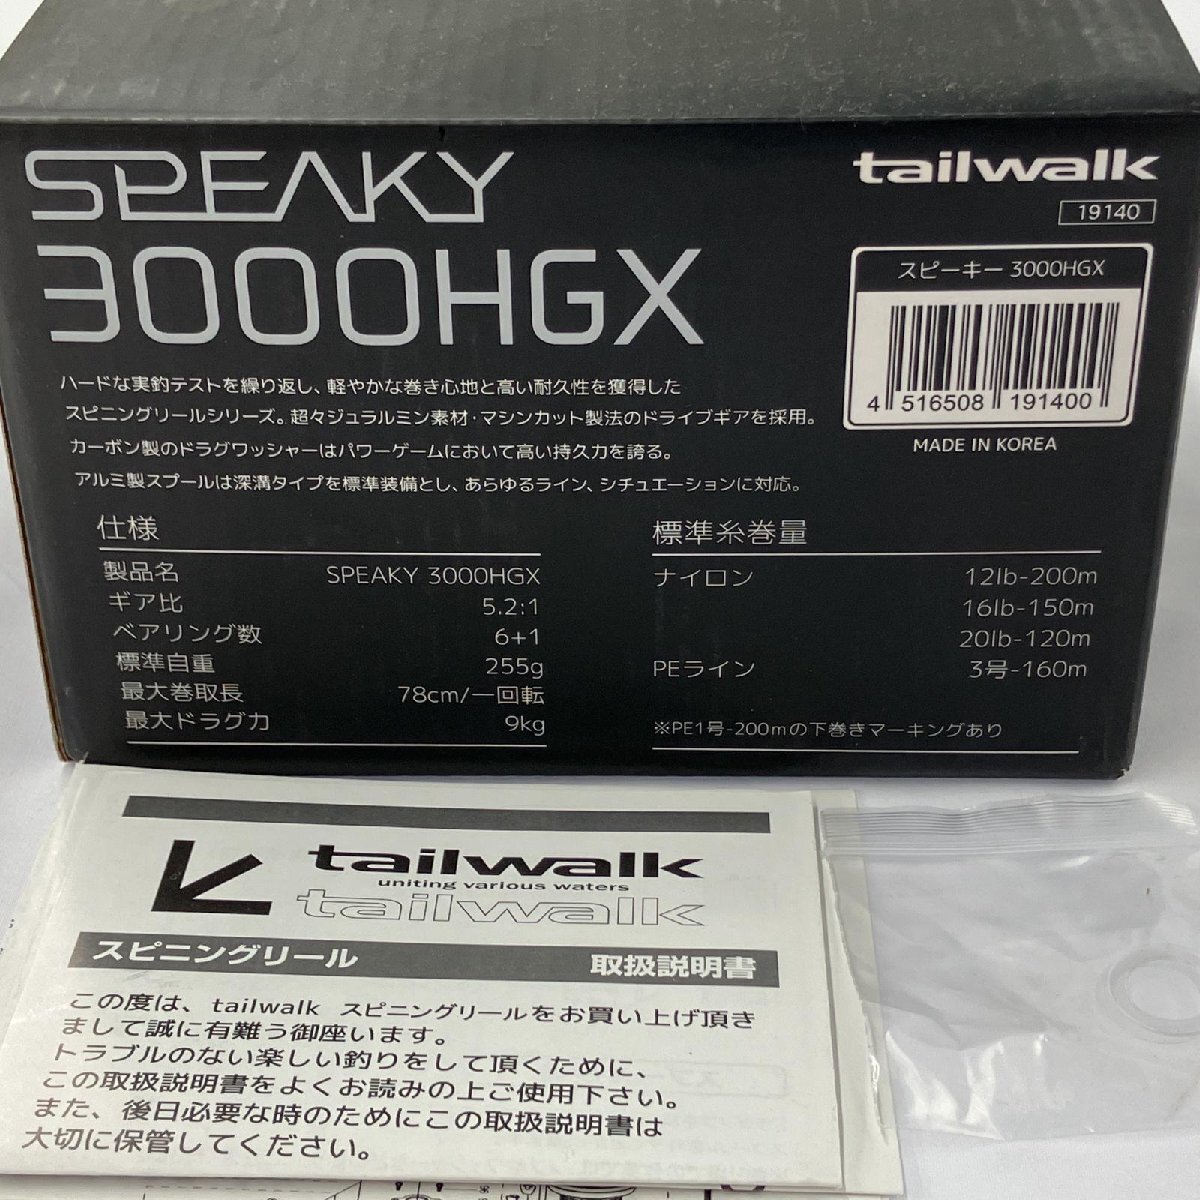 SPEAKY
3000HGX
tailwalk
19140
スピーキー 3000HGX
4 516508 191400
MADE IN KOREA
ハードな実釣テストを繰り返し、軽やかな巻き心地と高い耐久性を獲得した
スピニングリールシリーズ。超々ジュラルミン素材・マシンカット製法のドライブギアを採用。
カーボン製のドラグワッシャーはパワーゲームにおいて高い持久力を誇る。
アルミ製スプールは深溝タイプを標準装備とし、あらゆるライン、シチュエーションに対応。
仕様
製品名 SPEAKY 3000HGX
ギア比 5.2:1
ベアリング数 6+1
標準自重 255g
最大巻取長 78cm/一回転
最大ドラグ力 9kg
標準糸巻量
ナイロン 12lb-200m
16lb-150m
20lb-120m
PEライン 3号-160m
※PE1号-200mの下巻きマーキングあり
tailwalk
uniting various waters
tailwalk
スピニングリール 取扱説明書
この度は、tailwalk スピニングリールをお買い上げ頂き
まして誠に有難う御座います。
トラブルのない楽しい釣りをして頂くために、
この取扱説明書をよくお読みの上ご使用下さい。
また、後日必要な時のためにこの取扱説明書は
大切に保管してください。